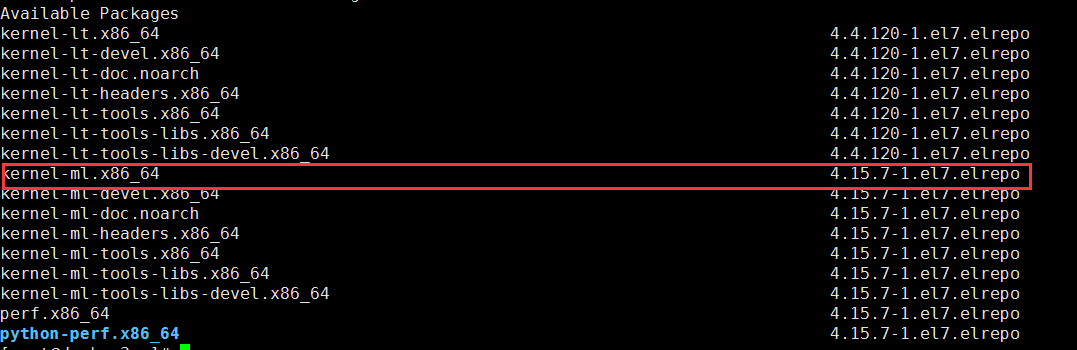 Available Packages
kernel-lt.x86_64 4.4.120-1.el7.elrepo
kernel-lt-devel.x86_64 4.4.120-1.el7.elrepo
kernel-lt-doc.noarch 4.4.120-1.el7.elrepo
kernel-lt-headers.x86_64 4.4.120-1.el7.elrepo
kernel-lt-tools.x86_64 4.4.120-1.el7.elrepo
kernel-lt-tools-libs.x86_64 4.4.120-1.el7.elrepo
kernel-lt-tools-libs-devel.x86_64 4.4.120-1.el7.elrepo
kernel-ml.x86_64 4.15.7-1.el7.elrepo
kernel-ml-devel.x86_64 4.15.7-1.el7.elrepo
kernel-ml-doc.noarch 4.15.7-1.el7.elrepo
kernel-ml-headers.x86_64 4.15.7-1.el7.elrepo
kernel-ml-tools.x86_64 4.15.7-1.el7.elrepo
kernel-ml-tools-libs.x86_64 4.15.7-1.el7.elrepo
kernel-ml-tools-libs-devel.x86_64 4.15.7-1.el7.elrepo
perf.x86_64 4.15.7-1.el7.elrepo
python-perf.x86_64 4.15.7-1.el7.elrepo